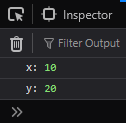 Inspector
Filter Output
x: 10
y: 20
>>